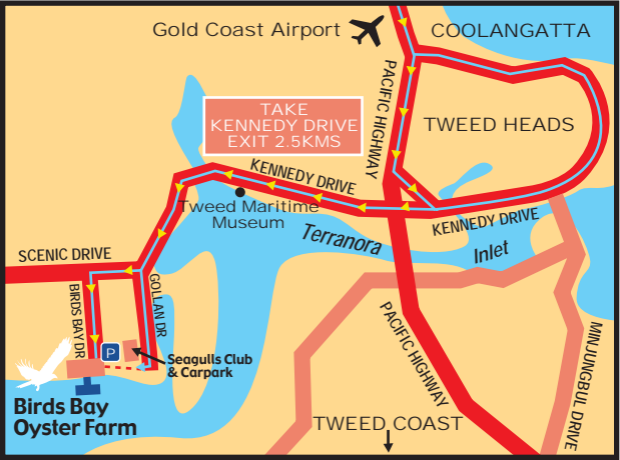 Gold Coast Airport
COOLANGATTA
PACIFIC HIGHWAY
TAKE
KENNEDY DRIVE
EXIT 2.5KMS
TWEED HEADS
KENNEDY DRIVE
Tweed Maritime
Museum
KENNEDY DRIVE
Terranora
Inlet
SCENIC DRIVE
BIRDS BAY DR
GOLLAN DR
P
Seagulls Club
& Carpark
PACIFIC HIGHWAY
MINJUNGBUL DRIVE
Birds Bay
Oyster Farm
TWEED COAST